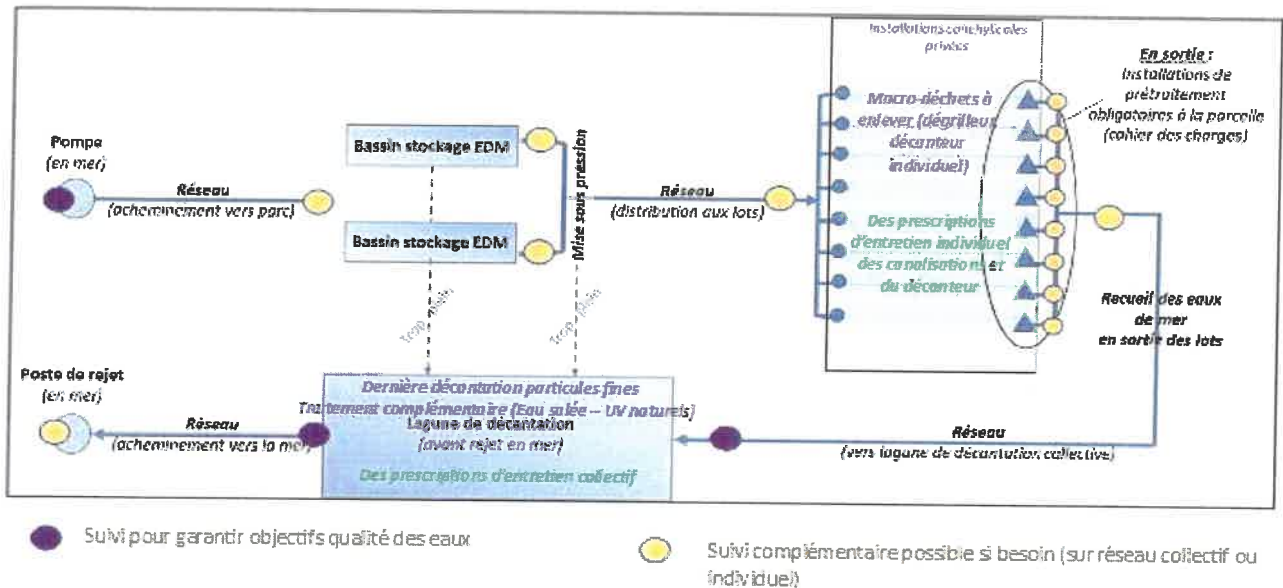 Installations conchylicoles
privées
En sortie :
Installations de
prétraitement
obligatoires à la parcelle
(cahier des charges)
Macro-déchets à
enlever (dégrilleur
décanteur
individuel)
Pompe
(en mer)
Bassin stockage EDM
Réseau
(acheminement vers parc)
Mise sous pression
Réseau
(distribution aux lots)
Bassin stockage EDM
Des prescriptions
d'entretien individuel
des canalisations et
du décanteur
Recueil des eaux
de mer
en sortie des lots
Trop plein
Trop plein
Poste de rejet
(en mer)
Dernière décantation particules fines
Traitement complémentaire (Eau salée – UV naturels)
Lagune de décantation
(avant rejet en mer)
Des prescriptions d'entretien collectif
Réseau
(acheminement vers la mer)
Réseau
(vers lagune de décantation collective)
Suivi pour garantir objectifs qualité des eaux
Suivi complémentaire possible si besoin (sur réseau collectif ou
individuel)